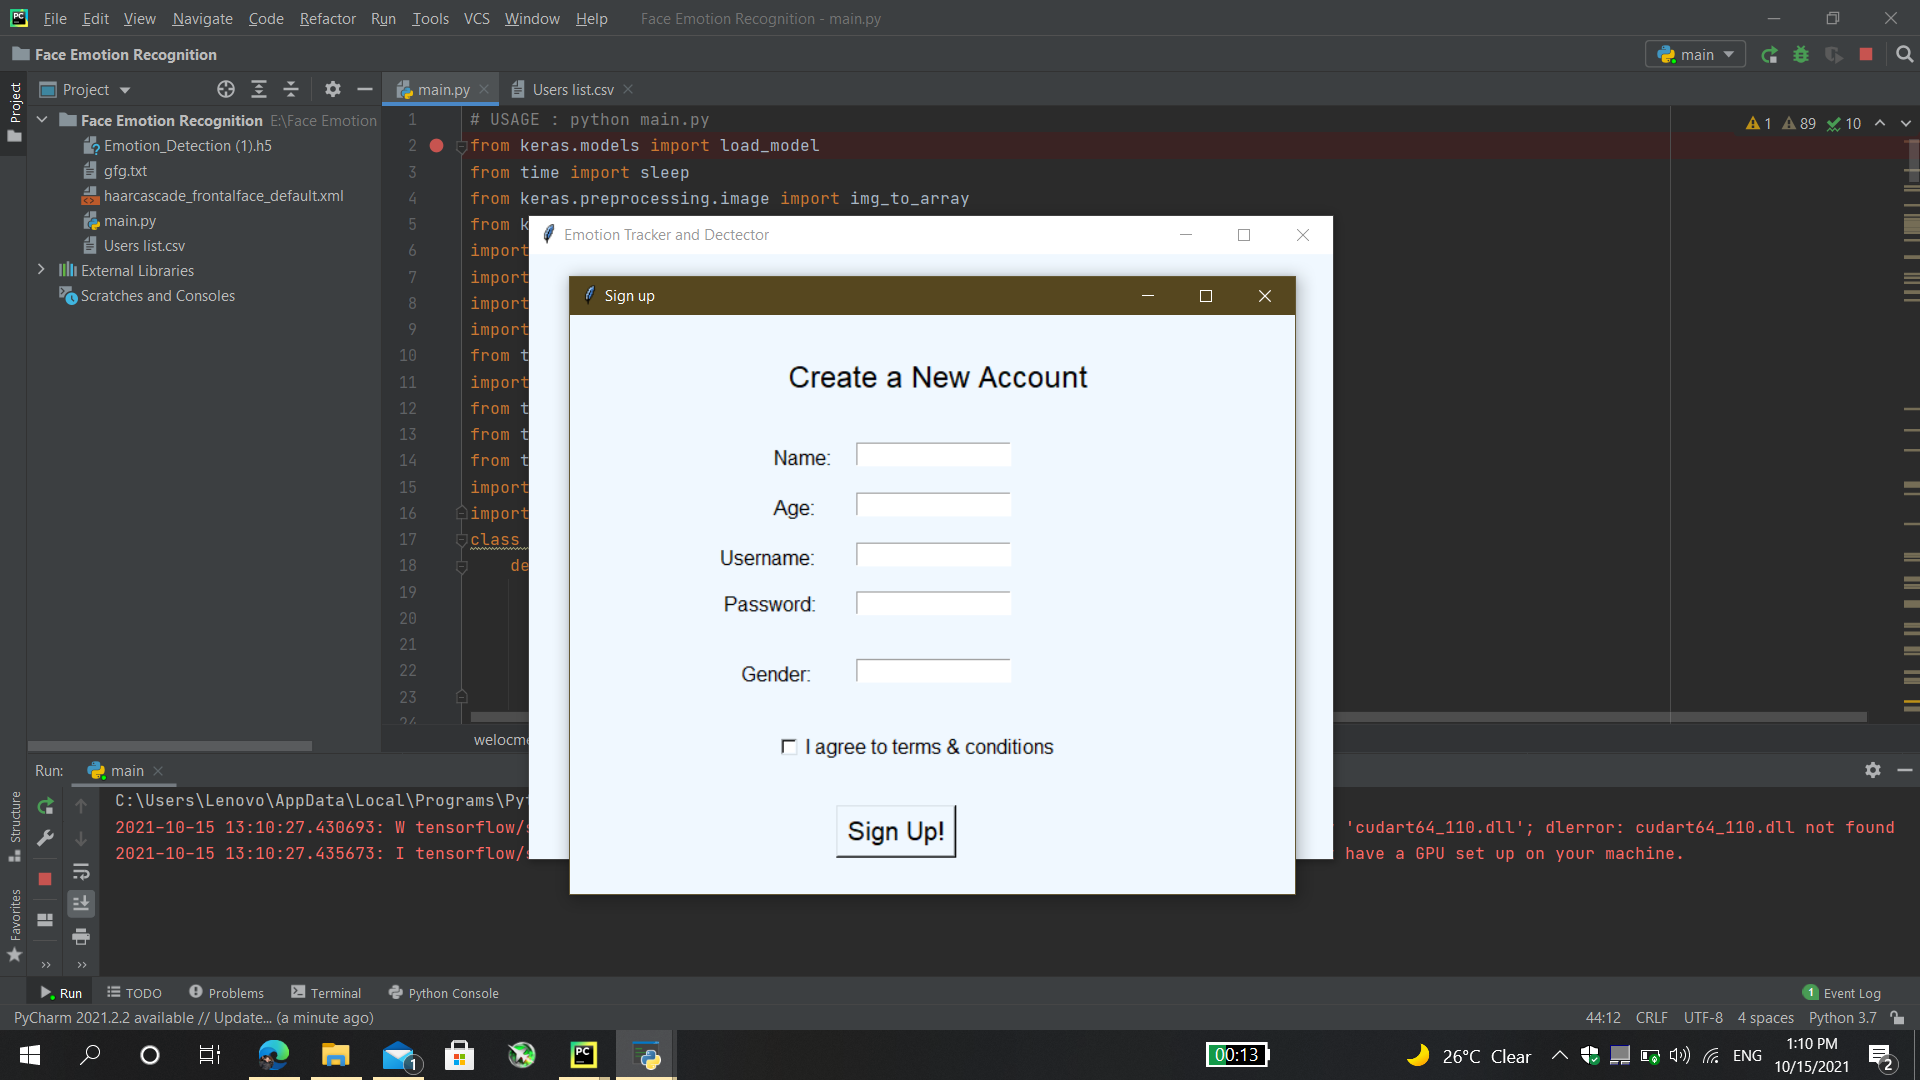 PC File Edit View Navigate Code Refactor Run Tools VCS Window Help Face Emotion Recognition - main.py
Face Emotion Recognition
main
Project
Project
main.py
Users list.csv
Face Emotion Recognition E:\Face Emotion
Emotion_Detection (1).h5
gfg.txt
haarcascade_frontalface_default.xml
main.py
Users list.csv
External Libraries
Scratches and Consoles
1 # USAGE : python main.py
2 from keras.models import load_model
3 from time import sleep
4 from keras.preprocessing.image import img_to_array
5 from k
6 import
7 import
8 import
9 import
10 from t
11 import
12 from t
13 from t
14 from t
15 import
16 import
17 class
18 de
19
20
21
22
23
24
1 89 10
Emotion Tracker and Dectector
Sign up
Create a New Account
Name:
Age:
Username:
Password:
Gender:
I agree to terms & conditions
Sign Up!
welocme
Run: main
C:\Users\Lenovo\AppData\Local\Programs\Pyt
2021-10-15 13:10:27.430693: W tensorflow/s 'cudart64_110.dll'; dlerror: cudart64_110.dll not found
2021-10-15 13:10:27.435673: I tensorflow/s have a GPU set up on your machine.
Structure
Favorites
Run TODO Problems Terminal Python Console 1 Event Log
PyCharm 2021.2.2 available // Update... (a minute ago) 44:12 CRLF UTF-8 4 spaces Python 3.7
1 PC 00:13 26°C Clear ENG 1:10 PM
10/15/2021 2